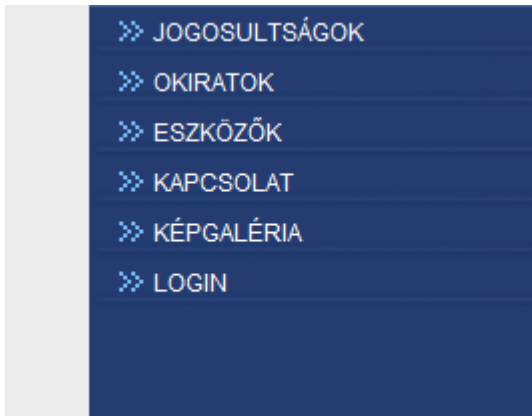 JOGOSULTSÁGOK
OKIRATOK
ESZKÖZŐK
KAPCSOLAT
KÉPGALÉRIA
LOGIN